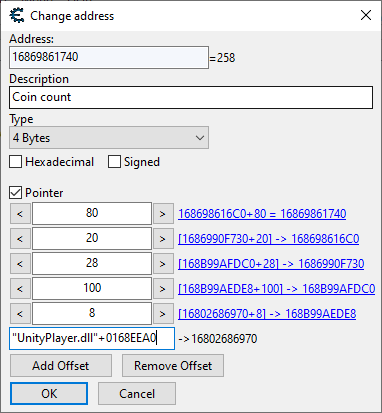 Change address
Address:
16869861740 =258
Description
Coin count
Type
4 Bytes
Hexadecimal Signed
Pointer
< 80 > 168698616C0+80 = 16869861740
< 20 > [1686990F730+20] -> 168698616C0
< 28 > [168B99AFDC0+28] -> 1686990F730
< 100 > [168B99AEDE8+100] -> 168B99AFDC0
< 8 > [16802686970+8] -> 168B99AEDE8
"UnityPlayer.dll"+0168EEA0 ->16802686970
Add Offset Remove Offset
OK Cancel